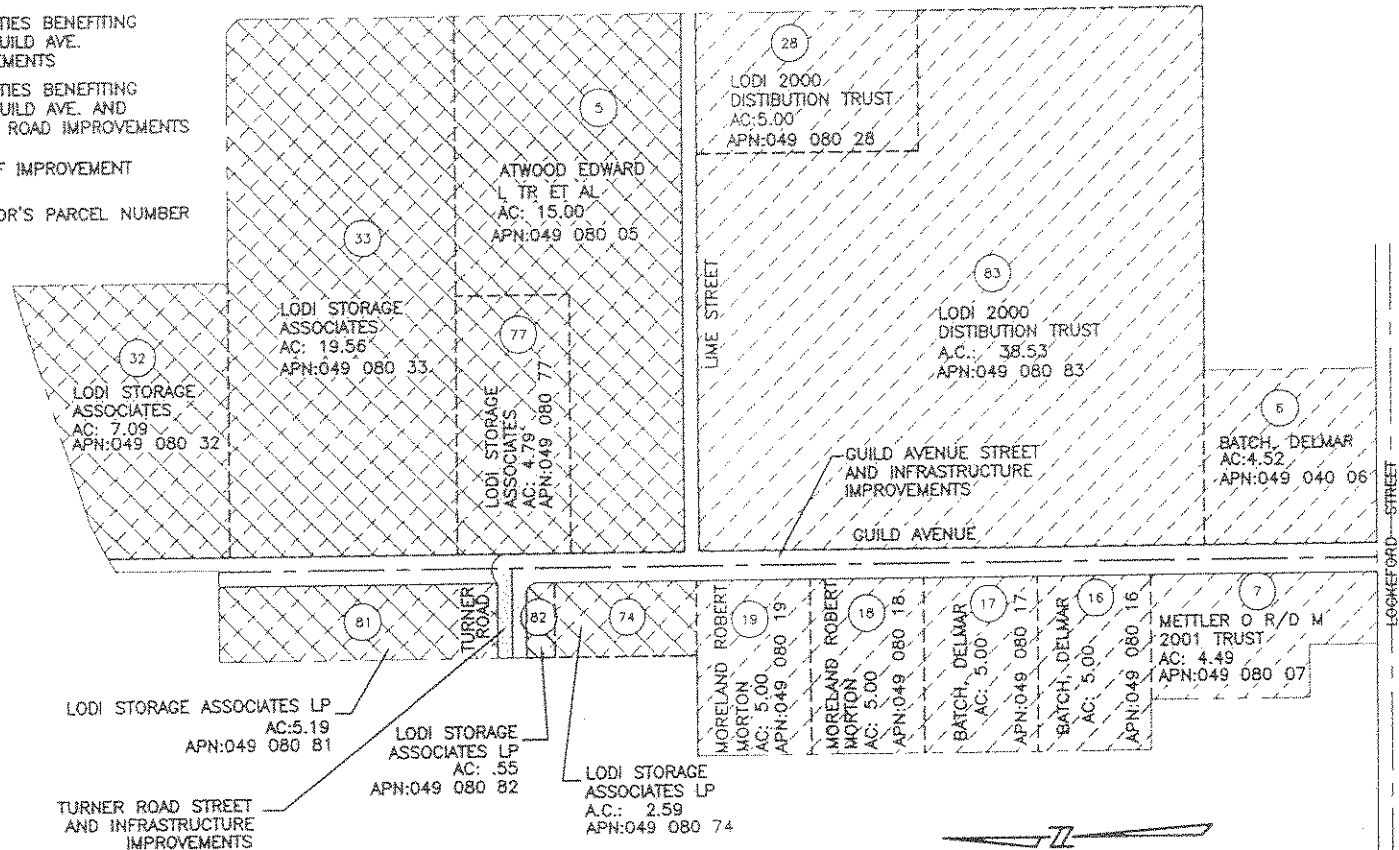 TIES BENEFITING
UILD AVE.
EMENTS
TIES BENEFITING
UILD AVE. AND
ROAD IMPROVEMENTS
F IMPROVEMENT
OR'S PARCEL NUMBER
28
LODI 2000
DISTIBUTION TRUST
AC:5.00
APN:049 080 28
5
ATWOOD EDWARD
L TR ET AL
AC: 15.00
APN:049 080 05
33
LODI STORAGE
ASSOCIATES
AC: 19.56
APN:049 080 33
77
LODI STORAGE
ASSOCIATES
AC: 4.79
APN:049 080 77
32
LODI STORAGE
ASSOCIATES
AC: 7.09
APN:049 080 32
LIME STREET
83
LODI 2000
DISTIBUTION TRUST
A.C.: 38.53
APN:049 080 83
6
BATCH, DELMAR
AC:4.52
APN:049 040 06
GUILD AVENUE STREET
AND INFRASTRUCTURE
IMPROVEMENTS
GUILD AVENUE
LOCKEFORD STREET
81
TURNER
ROAD
82
74
19
MORELAND ROBERT
MORTON
AC: 5.00
APN:049 080 19
18
MORELAND ROBERT
MORTON
AC: 5.00
APN:049 080 18
17
BATCH, DELMAR
AC: 5.00
APN:049 080 17
16
BATCH, DELMAR
AC: 5.00
APN:049 080 16
7
METTLER O R/D M
2001 TRUST
AC: 4.49
APN:049 080 07
LODI STORAGE ASSOCIATES LP
AC:5.19
APN:049 080 81
LODI STORAGE
ASSOCIATES LP
AC: .55
APN:049 080 82
LODI STORAGE
ASSOCIATES LP
A.C.: 2.59
APN:049 080 74
TURNER ROAD STREET
AND INFRASTRUCTURE
IMPROVEMENTS
N